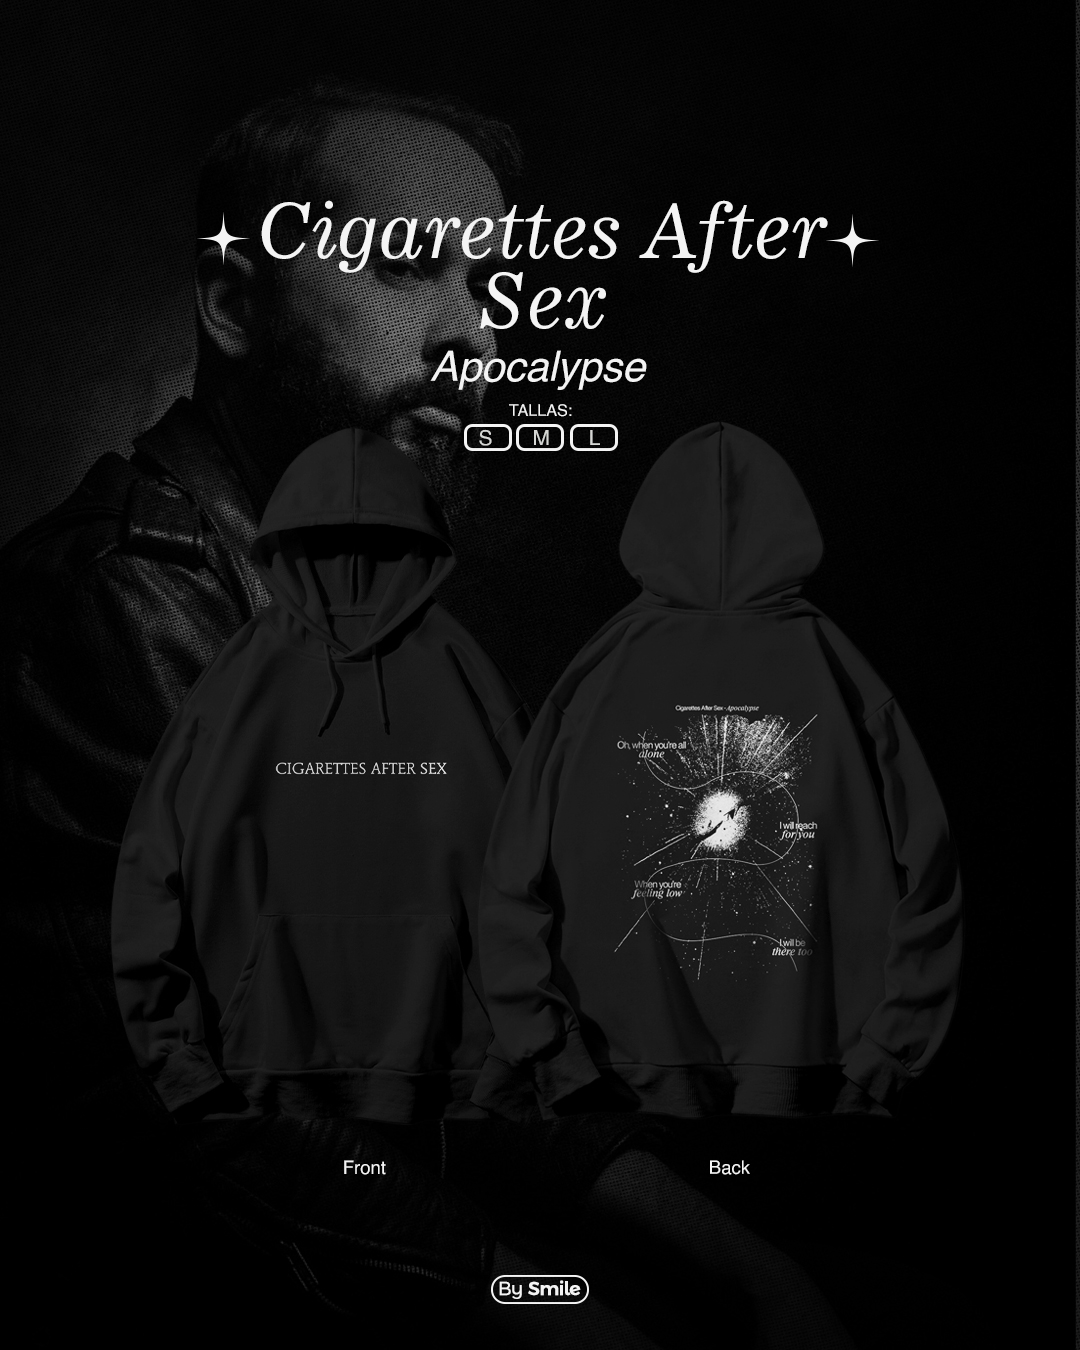 Cigarettes After
Sex
Apocalypse
TALLAS:
S M L
CIGARETTES AFTER SEX
Cigarettes After Sex - Apocalypse
Oh, when you're all
alone
I will reach
for you
When you're
feeling low
I will be
there too
Front
Back
By Smile